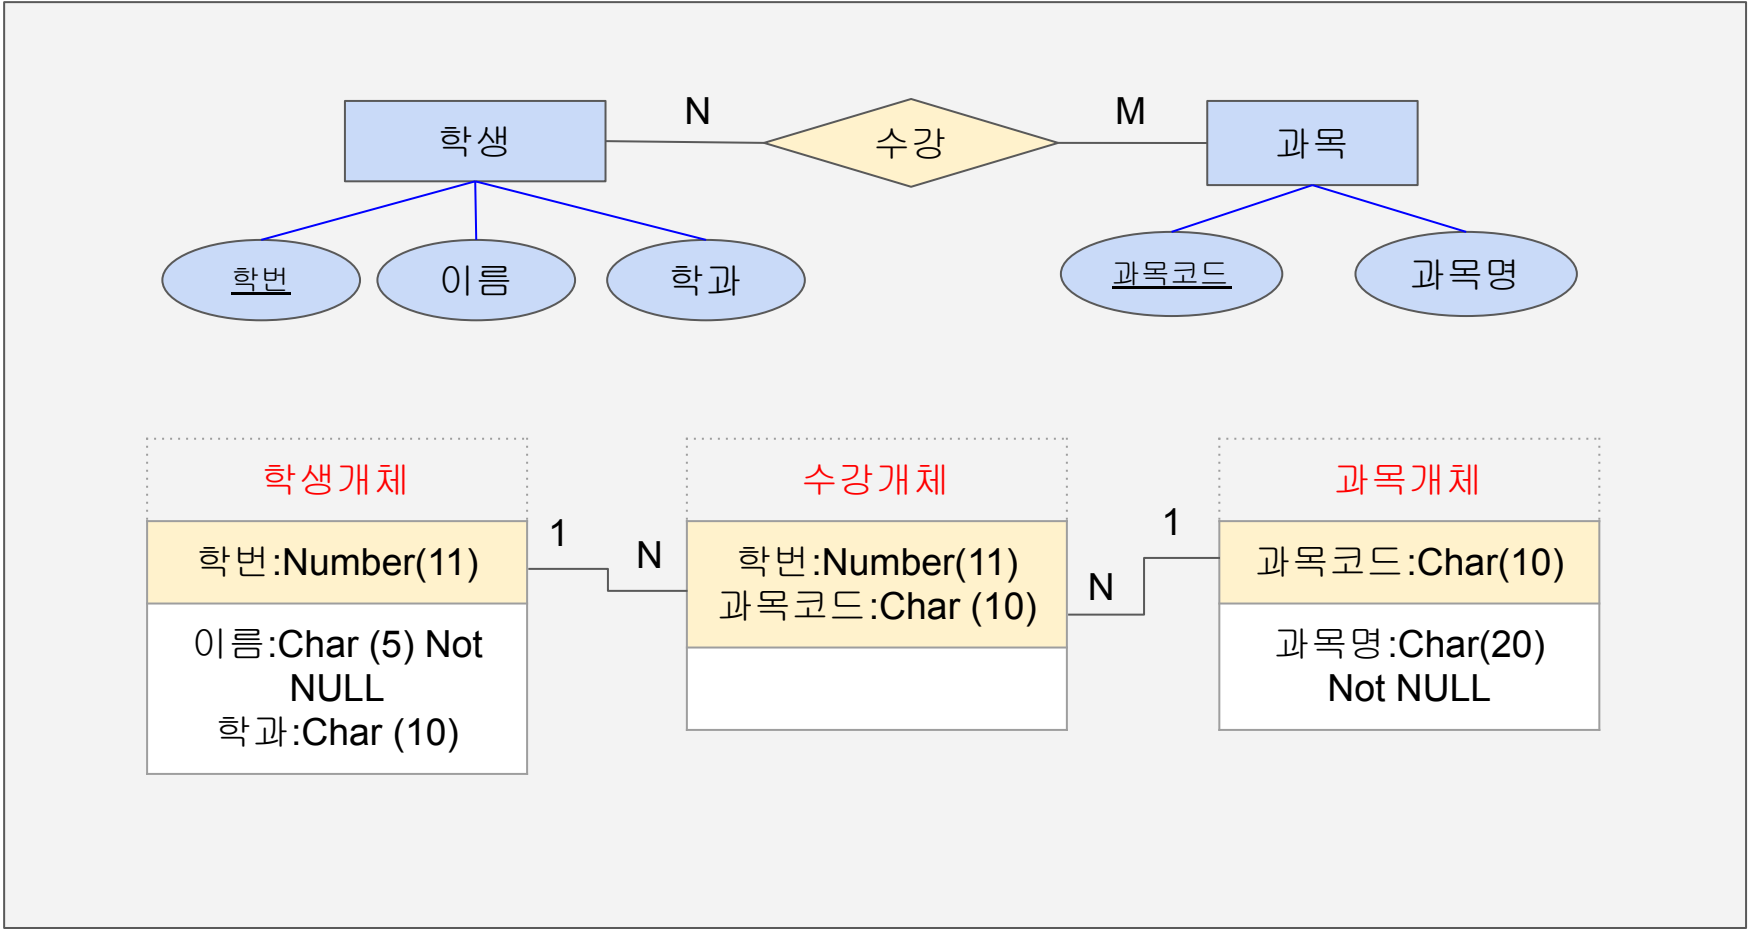 학생
N
수강
M
과목
학번
이름
학과
과목코드
과목명
학생개체
수강개체
과목개체
학번:Number(11)
1
N
학번:Number(11)
과목코드:Char (10)
N
1
과목코드:Char(10)
이름:Char (5) Not
NULL
학과:Char (10)
과목명:Char(20)
Not NULL